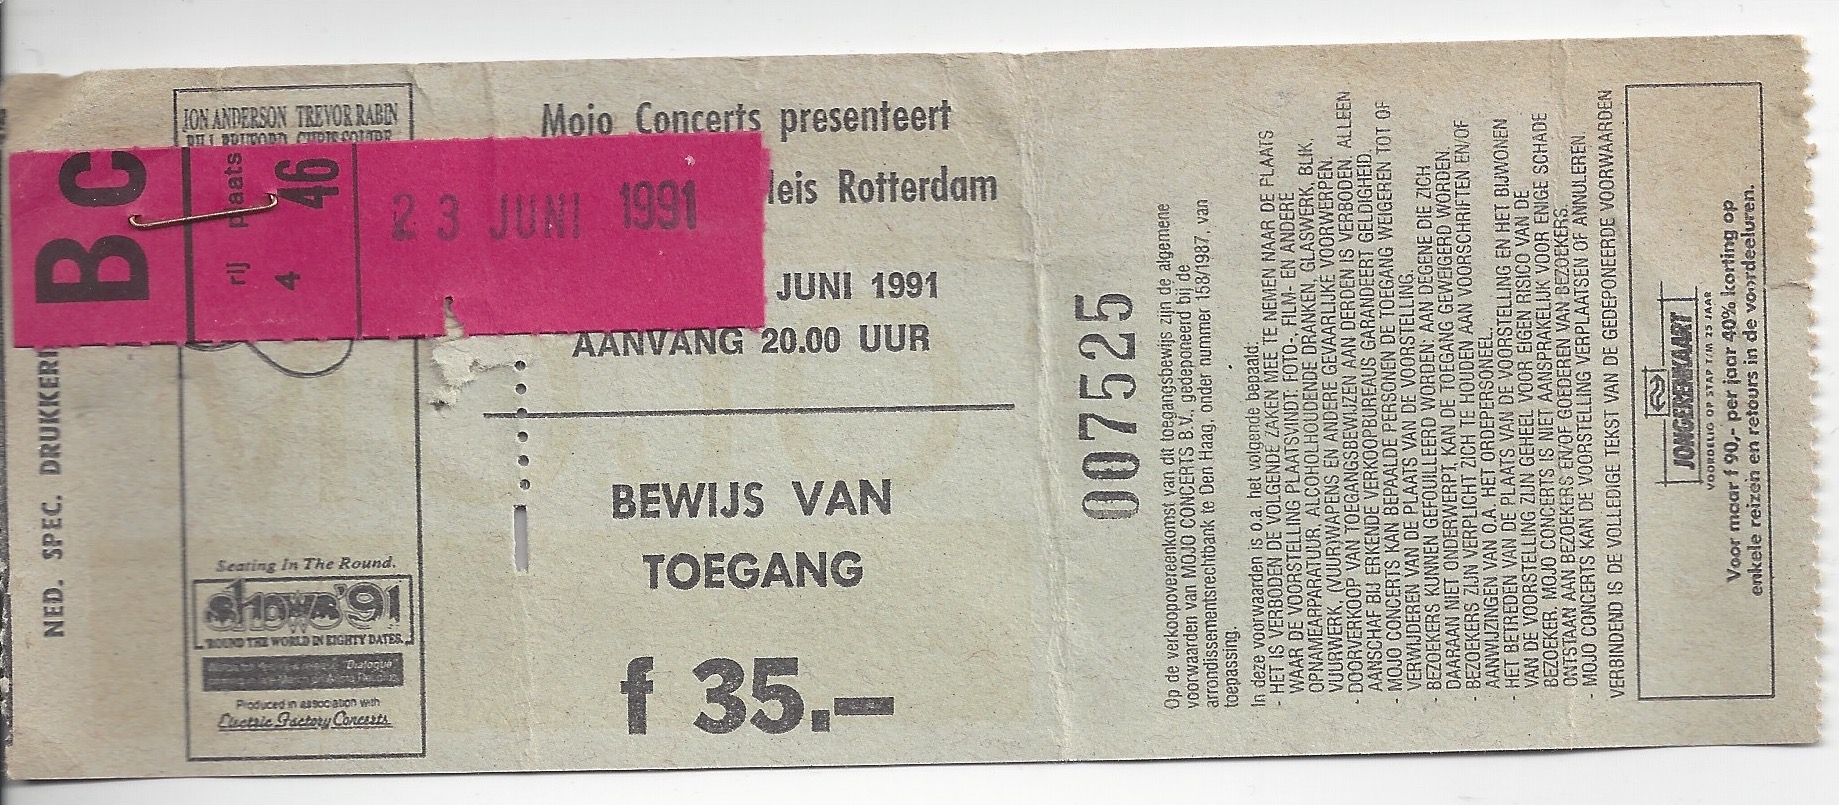 NED. SPEC. DRUKKERI
JON ANDERSON TREVOR RABIN
BILL BRUFORD CHRIS SQUIRE
Bc
rij plaats
4 46
23 JUNI 1991
Seating In The Round.
Shows '91
'ROUND THE WORLD IN EIGHTY DATES.
Produced in association with
Electric Factory Concerts
Mojo Concerts presenteert
leis Rotterdam
JUNI 1991
AANVANG 20.00 UUR
BEWIJS VAN
TOEGANG
f 35.–
007525
Op de verkoopovereenkomst van dit toegangsbewijs zijn de algemene
voorwaarden van MOJO CONCERTS B.V., gedeponeerd bij de
arrondissementsrechtbank te Den Haag, onder nummer 158/1987, van
toepassing.
In deze voorwaarden is o.a. het volgende bepaald:
- HET IS VERBODEN DE VOLGENDE ZAKEN MEE TE NEMEN NAAR DE PLAATS
WAAR DE VOORSTELLING PLAATSVINDT: FOTO-, FILM- EN ANDERE
OPNAMEAPPARATUUR, ALCOHOLHOUDENDE DRANKEN, GLASWERK, BLIK,
VUURWERK, (VUUR)WAPENS EN ANDERE GEVAARLIJKE VOORWERPEN.
- DOORVERKOOP VAN TOEGANGSBEWIJZEN AAN DERDEN IS VERBODEN. ALLEEN
AANSCHAF BIJ ERKENDE VERKOOPBUREAUS GARANDEERT GELDIGHEID.
- MOJO CONCERTS KAN BEPAALDE PERSONEN DE TOEGANG WEIGEREN TOT OF
VERWIJDEREN VAN DE PLAATS VAN DE VOORSTELLING.
- BEZOEKERS KUNNEN GEFOUILLEERD WORDEN: AAN DEGENE DIE ZICH
DAARAAN NIET ONDERWERPT, KAN DE TOEGANG GEWEIGERD WORDEN.
- BEZOEKERS ZIJN VERPLICHT ZICH TE HOUDEN AAN VOORSCHRIFTEN EN/OF
AANWIJZINGEN VAN O.A. HET ORDEPERSONEEL.
- HET BETREDEN VAN DE PLAATS VAN DE VOORSTELLING EN HET BIJWONEN
VAN DE VOORSTELLING ZIJN GEHEEL VOOR EIGEN RISICO VAN DE
BEZOEKER. MOJO CONCERTS IS NIET AANSPRAKELIJK VOOR ENIGE SCHADE
ONTSTAAN AAN BEZOEKERS EN/OF GOEDEREN VAN BEZOEKERS.
- MOJO CONCERTS KAN DE VOORSTELLING VERPLAATSEN OF ANNULEREN.
VERBINDEND IS DE VOLLEDIGE TEKST VAN DE GEDEPONEERDE VOORWAARDEN
JONGERENKAART
VOORDELIG OP STAP T/M 25 JAAR
Voor maar f 90,- per jaar 40% korting op
enkele reizen en retours in de voordeeluren.